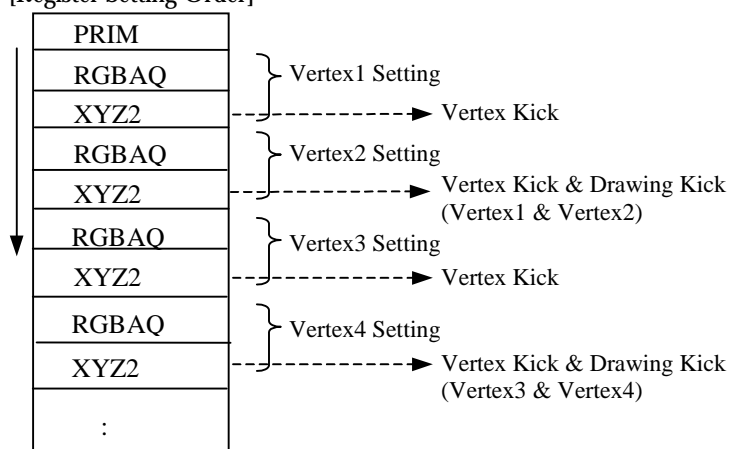 [Register Setting Order]
PRIM
RGBAQ
Vertex1 Setting
XYZ2
Vertex Kick
RGBAQ
Vertex2 Setting
XYZ2
Vertex Kick & Drawing Kick
(Vertex1 & Vertex2)
RGBAQ
Vertex3 Setting
XYZ2
Vertex Kick
RGBAQ
Vertex4 Setting
XYZ2
Vertex Kick & Drawing Kick
(Vertex3 & Vertex4)
: